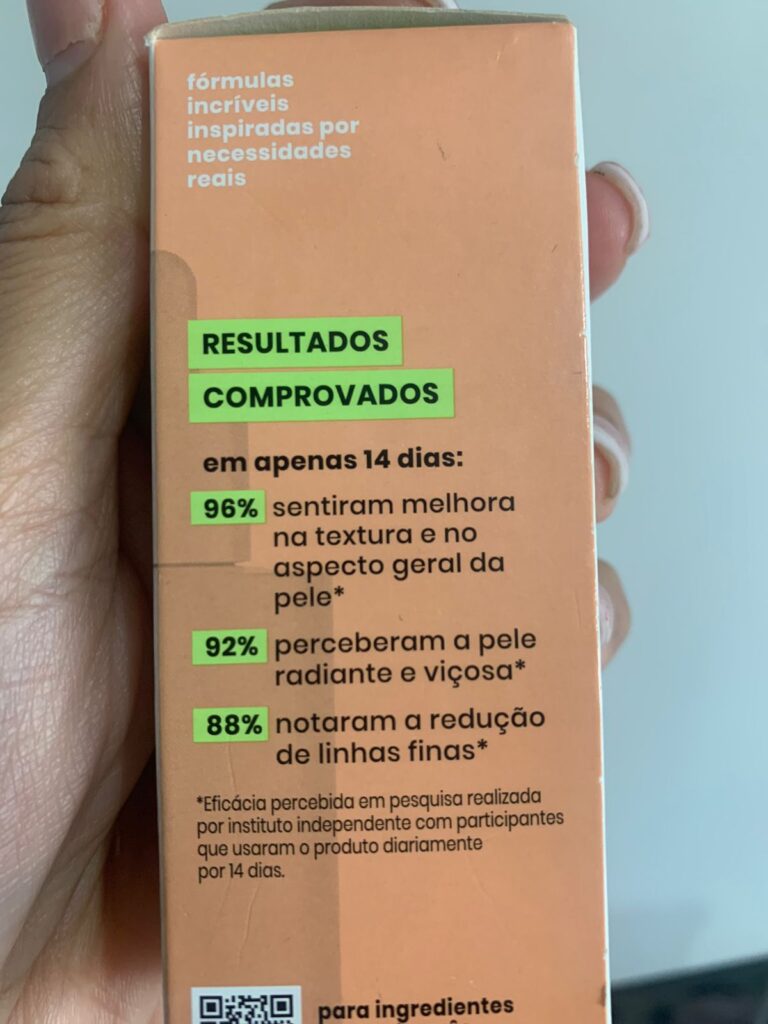 fórmulas
incríveis
inspiradas por
necessidades
reais
RESULTADOS
COMPROVADOS
em apenas 14 dias:
96% sentiram melhora
na textura e no
aspecto geral da
pele*
92% perceberam a pele
radiante e viçosa*
88% notaram a redução
de linhas finas*
*Eficácia percebida em pesquisa realizada
por instituto independente com participantes
que usaram o produto diariamente
por 14 dias.
para ingredientes